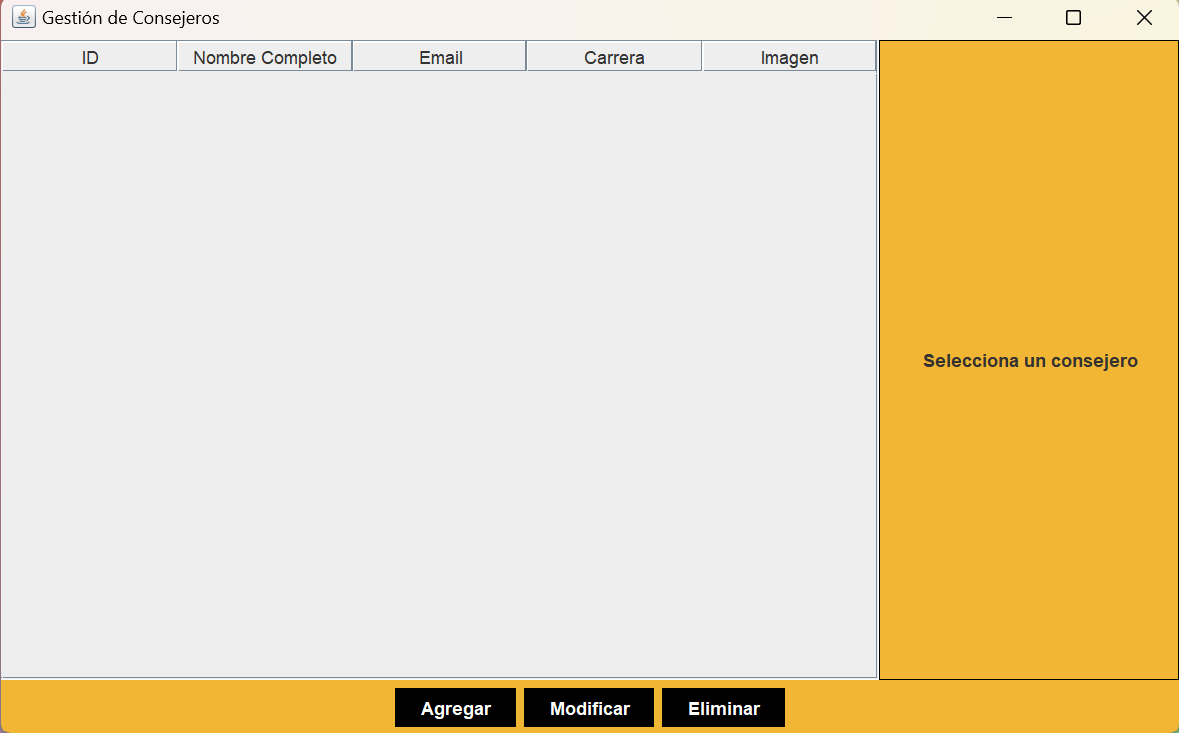 Gestión de Consejeros
ID Nombre Completo Email Carrera Imagen
Selecciona un consejero
Agregar Modificar Eliminar